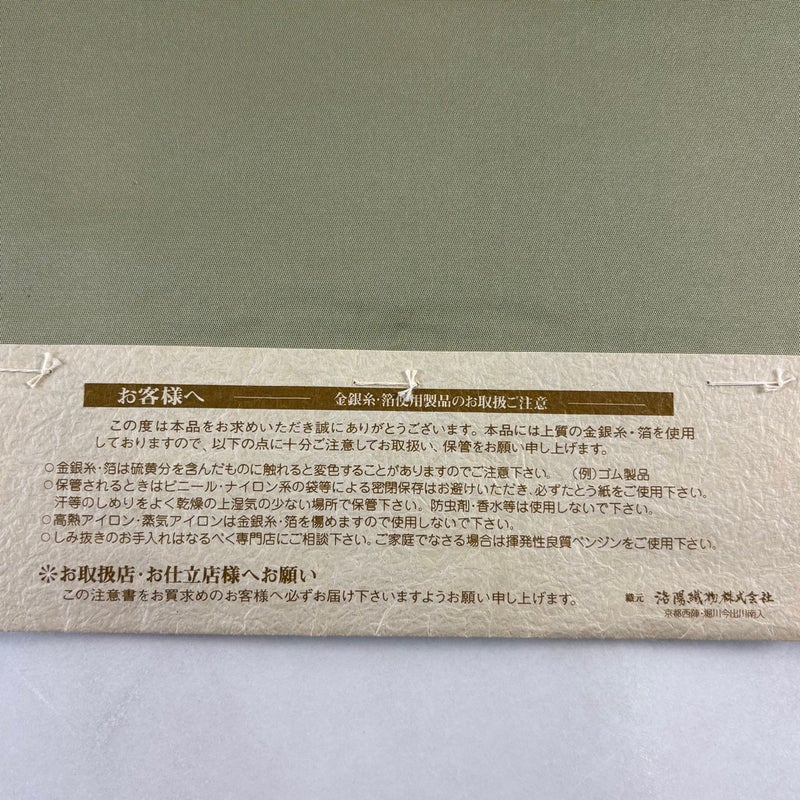 お客様へ 金銀糸・箔使用製品のお取扱ご注意
この度は本品をお求めいただき誠にありがとうございます。本品には上質の金銀糸・箔を使用
しておりますので、以下の点に十分ご注意してお取扱い、保管をお願い申し上げます。
○金銀糸・箔は硫黄分を含んだものに触れると変色することがありますのでご注意下さい。 (例)ゴム製品
○保管されるときはビニール・ナイロン系の袋等による密閉保存はお避けいただき、必ずたとう紙をご使用下さい。
汗等のしめりをよく乾燥の上湿気の少ない場所で保管下さい。防虫剤・香水等は使用しないで下さい。
○高熱アイロン・蒸気アイロンは金銀糸・箔を傷めますので使用しないで下さい。
○しみ抜きのお手入れはなるべく専門店にご相談下さい。ご家庭でなさる場合は揮発性良質ベンジンをご使用下さい。
※お取扱店・お仕立店様へお願い
この注意書をお買求めのお客様へ必ずお届け下さいますようお願い申し上げます。
織元 洛陽織物株式会社
京都西陣・堀川今出川南入